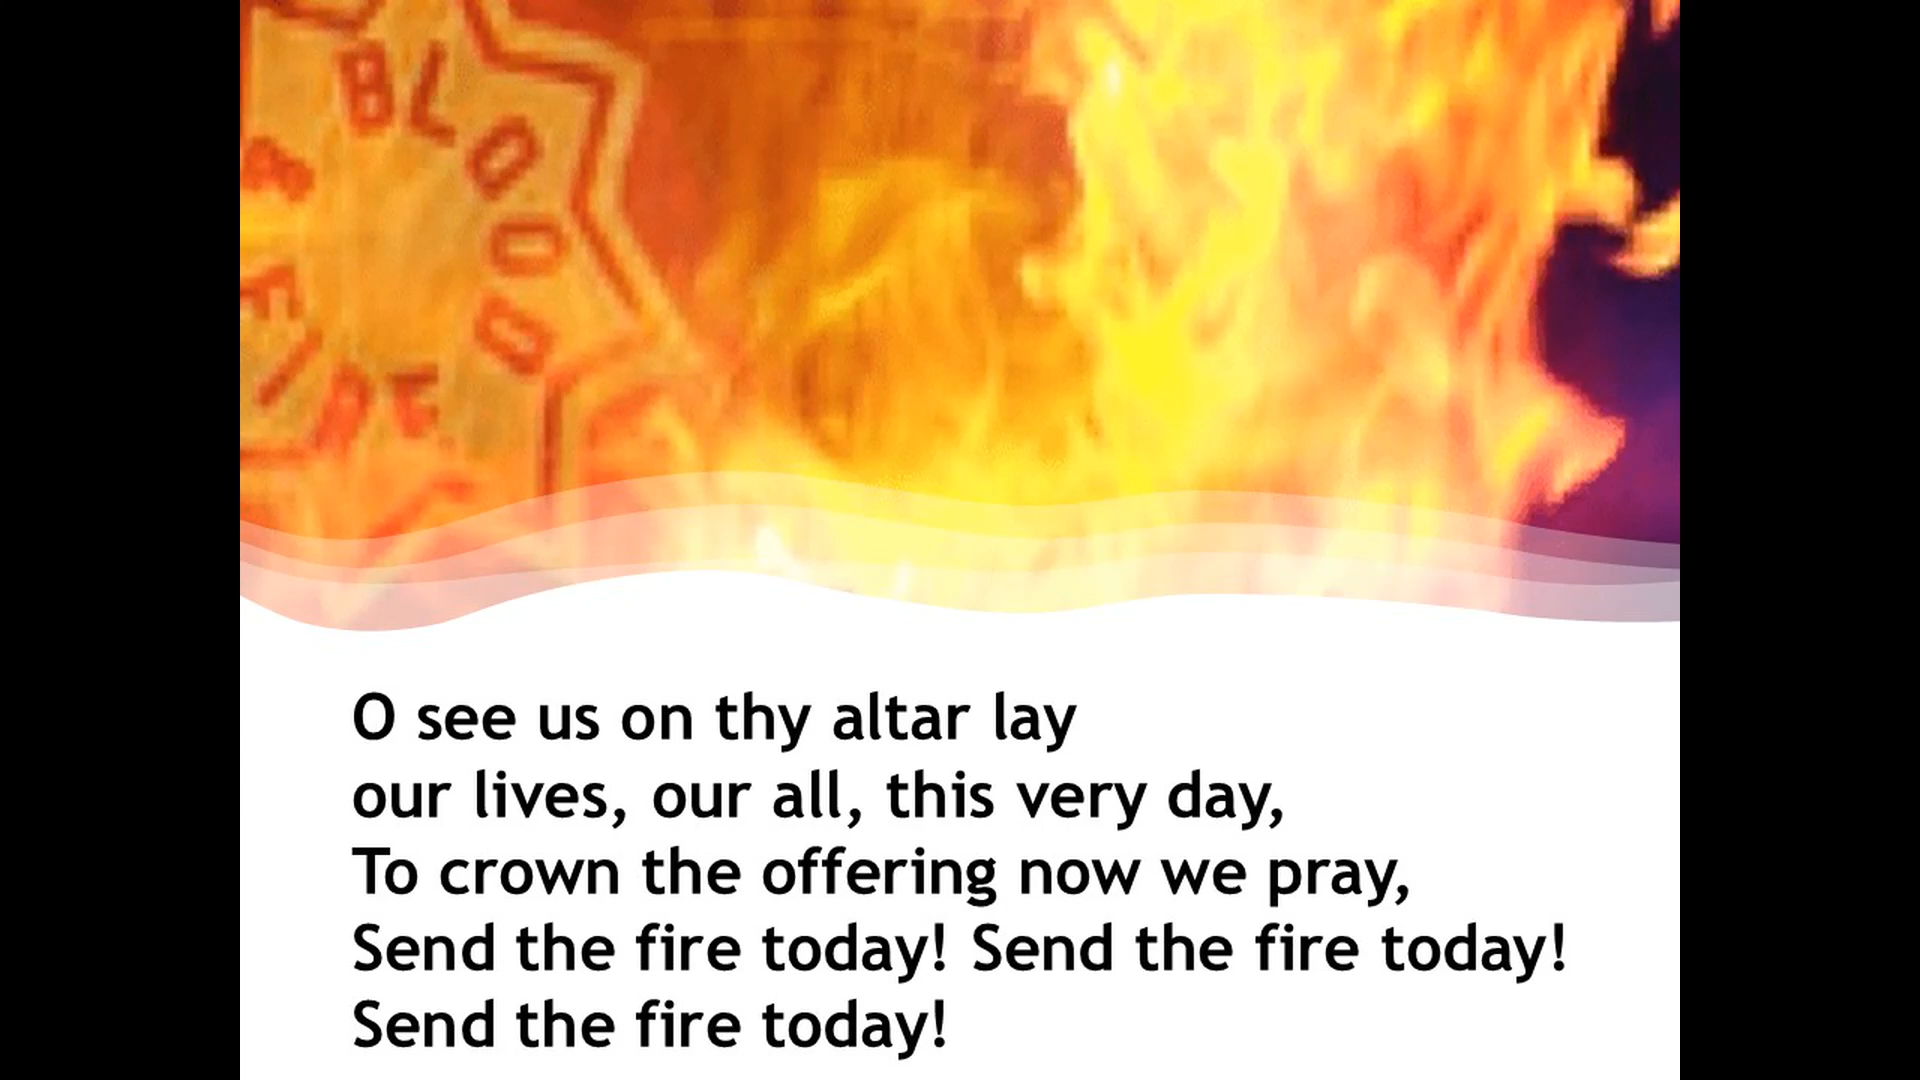 BLOOD
&
FIRE
O see us on thy altar lay
our lives, our all, this very day,
To crown the offering now we pray,
Send the fire today! Send the fire today!
Send the fire today!